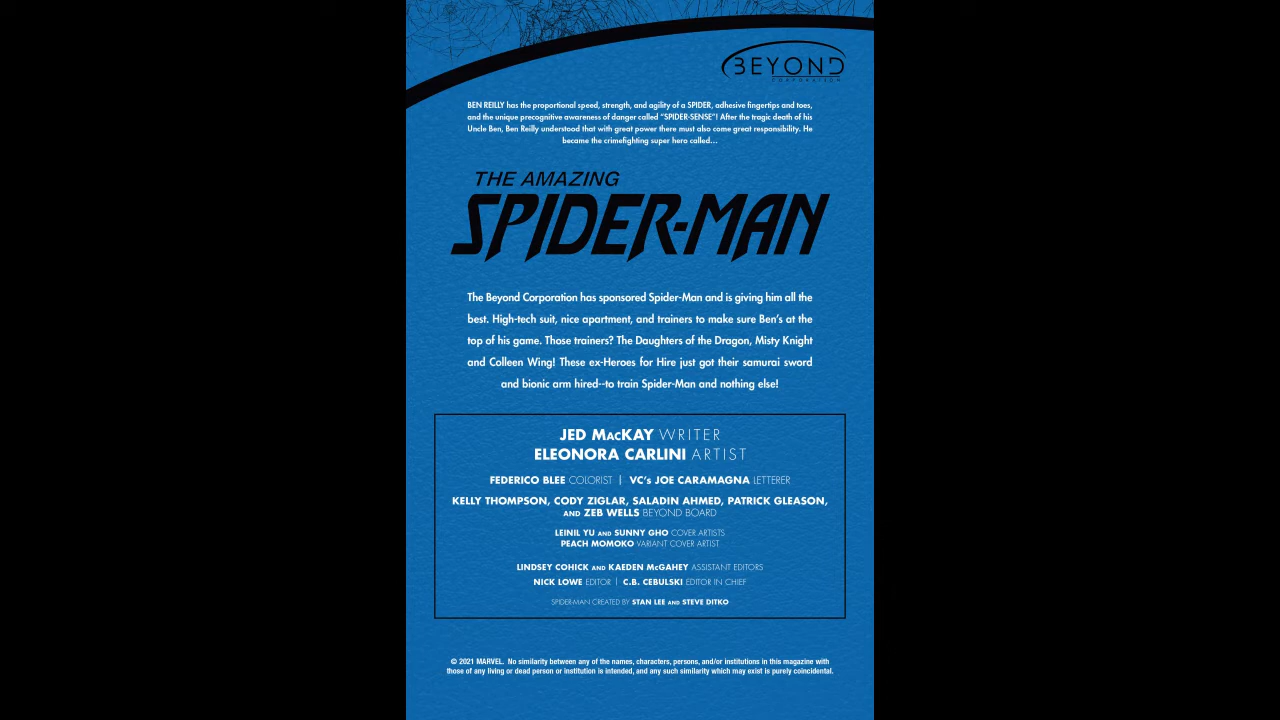 BEYOND
CORPORATION
BEN REILLY has the proportional speed, strength, and agility of a SPIDER, adhesive fingertips and toes,
and the unique precognitive awareness of danger called “SPIDER-SENSE”! After the tragic death of his
Uncle Ben, Ben Reilly understood that with great power there must also come great responsibility. He
became the crimefighting super hero called...
THE AMAZING
SPIDER-MAN
The Beyond Corporation has sponsored Spider-Man and is giving him all the
best. High-tech suit, nice apartment, and trainers to make sure Ben’s at the
top of his game. Those trainers? The Daughters of the Dragon, Misty Knight
and Colleen Wing! These ex-Heroes for Hire just got their samurai sword
and bionic arm hired--to train Spider-Man and nothing else!
JED MacKAY WRITER
ELEONORA CARLINI ARTIST
FEDERICO BLEE COLORIST | VC’s JOE CARAMAGNA LETTERER
KELLY THOMPSON, CODY ZIGLAR, SALADIN AHMED, PATRICK GLEASON,
AND ZEB WELLS BEYOND BOARD
LEINIL YU AND SUNNY GHO COVER ARTISTS
PEACH MOMOKO VARIANT COVER ARTIST
LINDSEY COHICK AND KAEDEN McGAHEY ASSISTANT EDITORS
NICK LOWE EDITOR | C.B. CEBULSKI EDITOR IN CHIEF
SPIDER-MAN CREATED BY STAN LEE AND STEVE DITKO
© 2021 MARVEL. No similarity between any of the names, characters, persons, and/or institutions in this magazine with
those of any living or dead person or institution is intended, and any such similarity which may exist is purely coincidental.